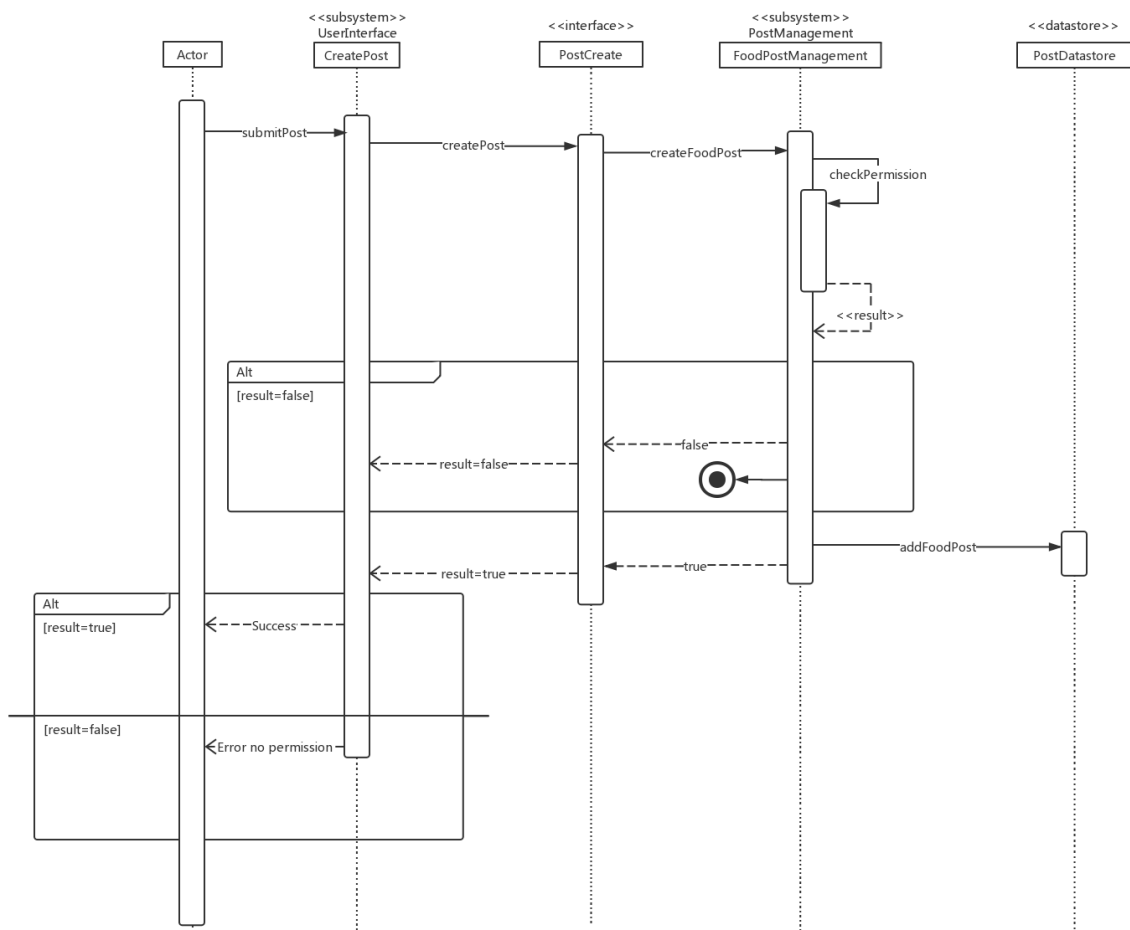 <<subsystem>>
UserInterface
<<interface>>
<<subsystem>>
PostManagement
<<datastore>>
Actor
CreatePost
PostCreate
FoodPostManagement
PostDatastore
submitPost
createPost
createFoodPost
checkPermission
<<result>>
Alt
[result=false]
false
result=false
addFoodPost
true
result=true
Alt
[result=true]
Success
[result=false]
Error no permission